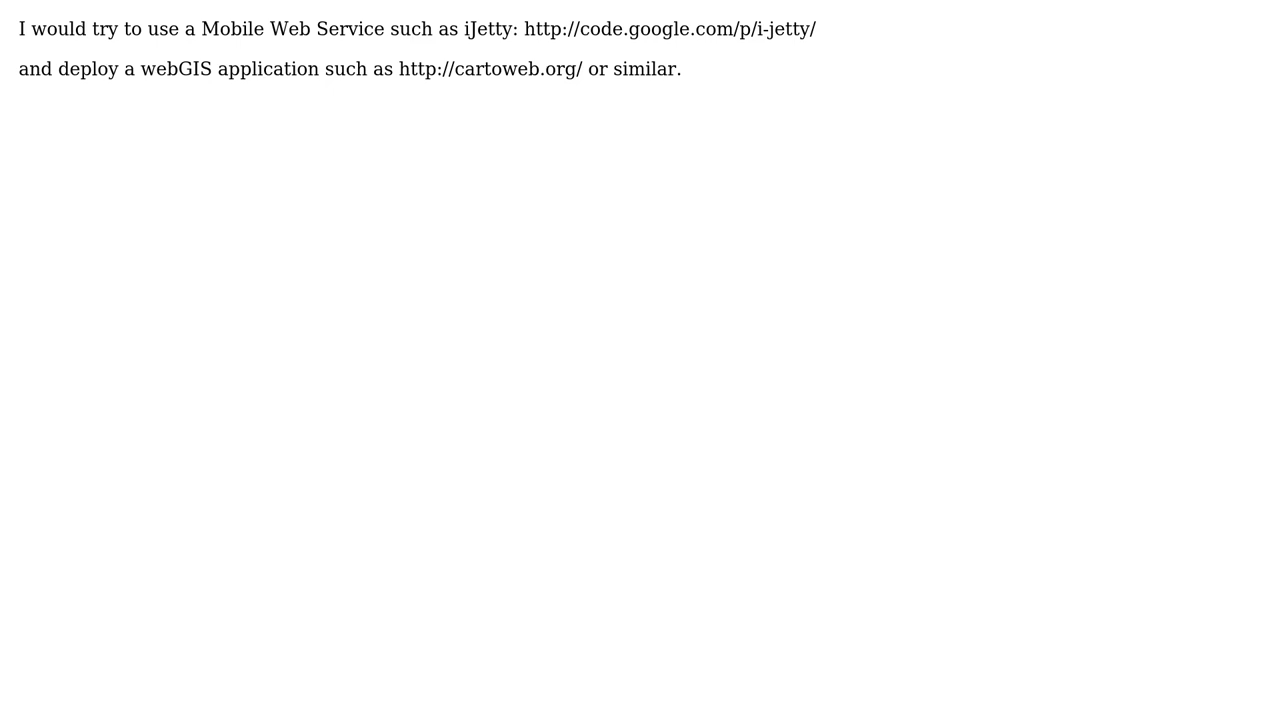 I would try to use a Mobile Web Service such as iJetty: http://code.google.com/p/i-jetty/
and deploy a webGIS application such as http://cartoweb.org/ or similar.